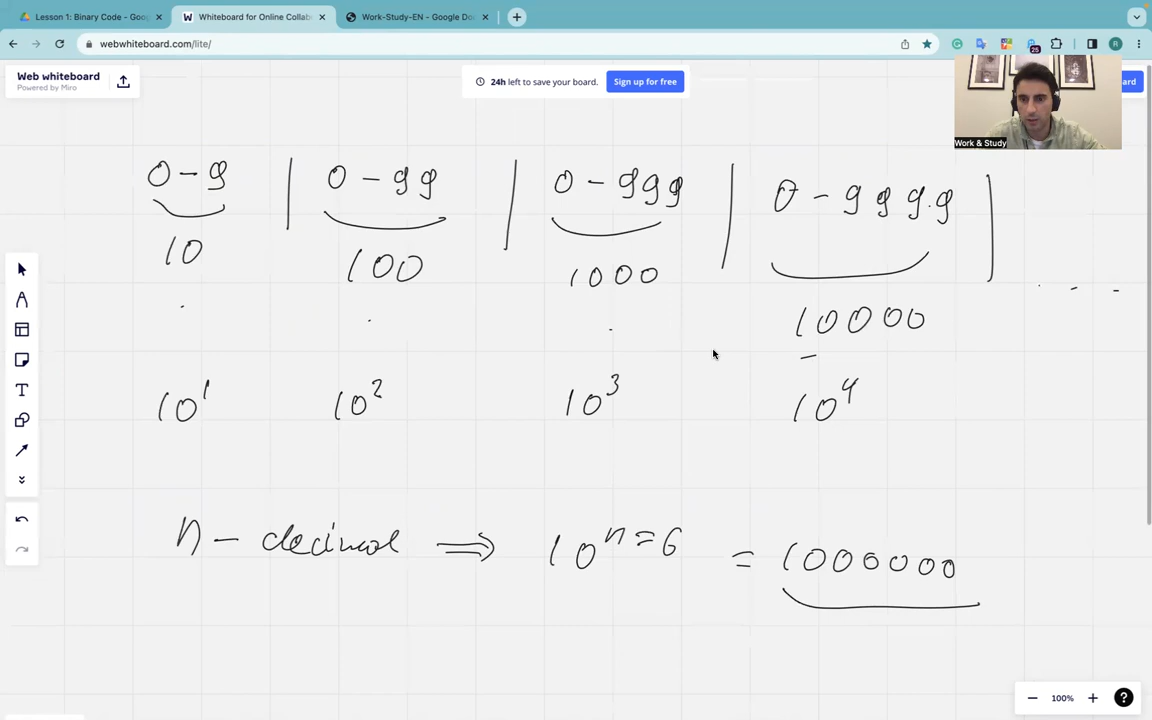 Lesson 1: Binary Code - Goo
Whiteboard for Online Collab
Work-Study-EN - Google Do
webwhiteboard.com/lite/
25
R
Web whiteboard
Powered by Miro
24h left to save your board.
Sign up for free
ard
Work & Study
0 - 9 | 0 - 99 | 0 - 999 | 0 - 9999 |
10 100 1000 10000
. . . - . - -
10¹ 10² 10³ 10⁴
n - decimal ⇒ 10ⁿ⁼⁶ = 1000000
T
100%
?